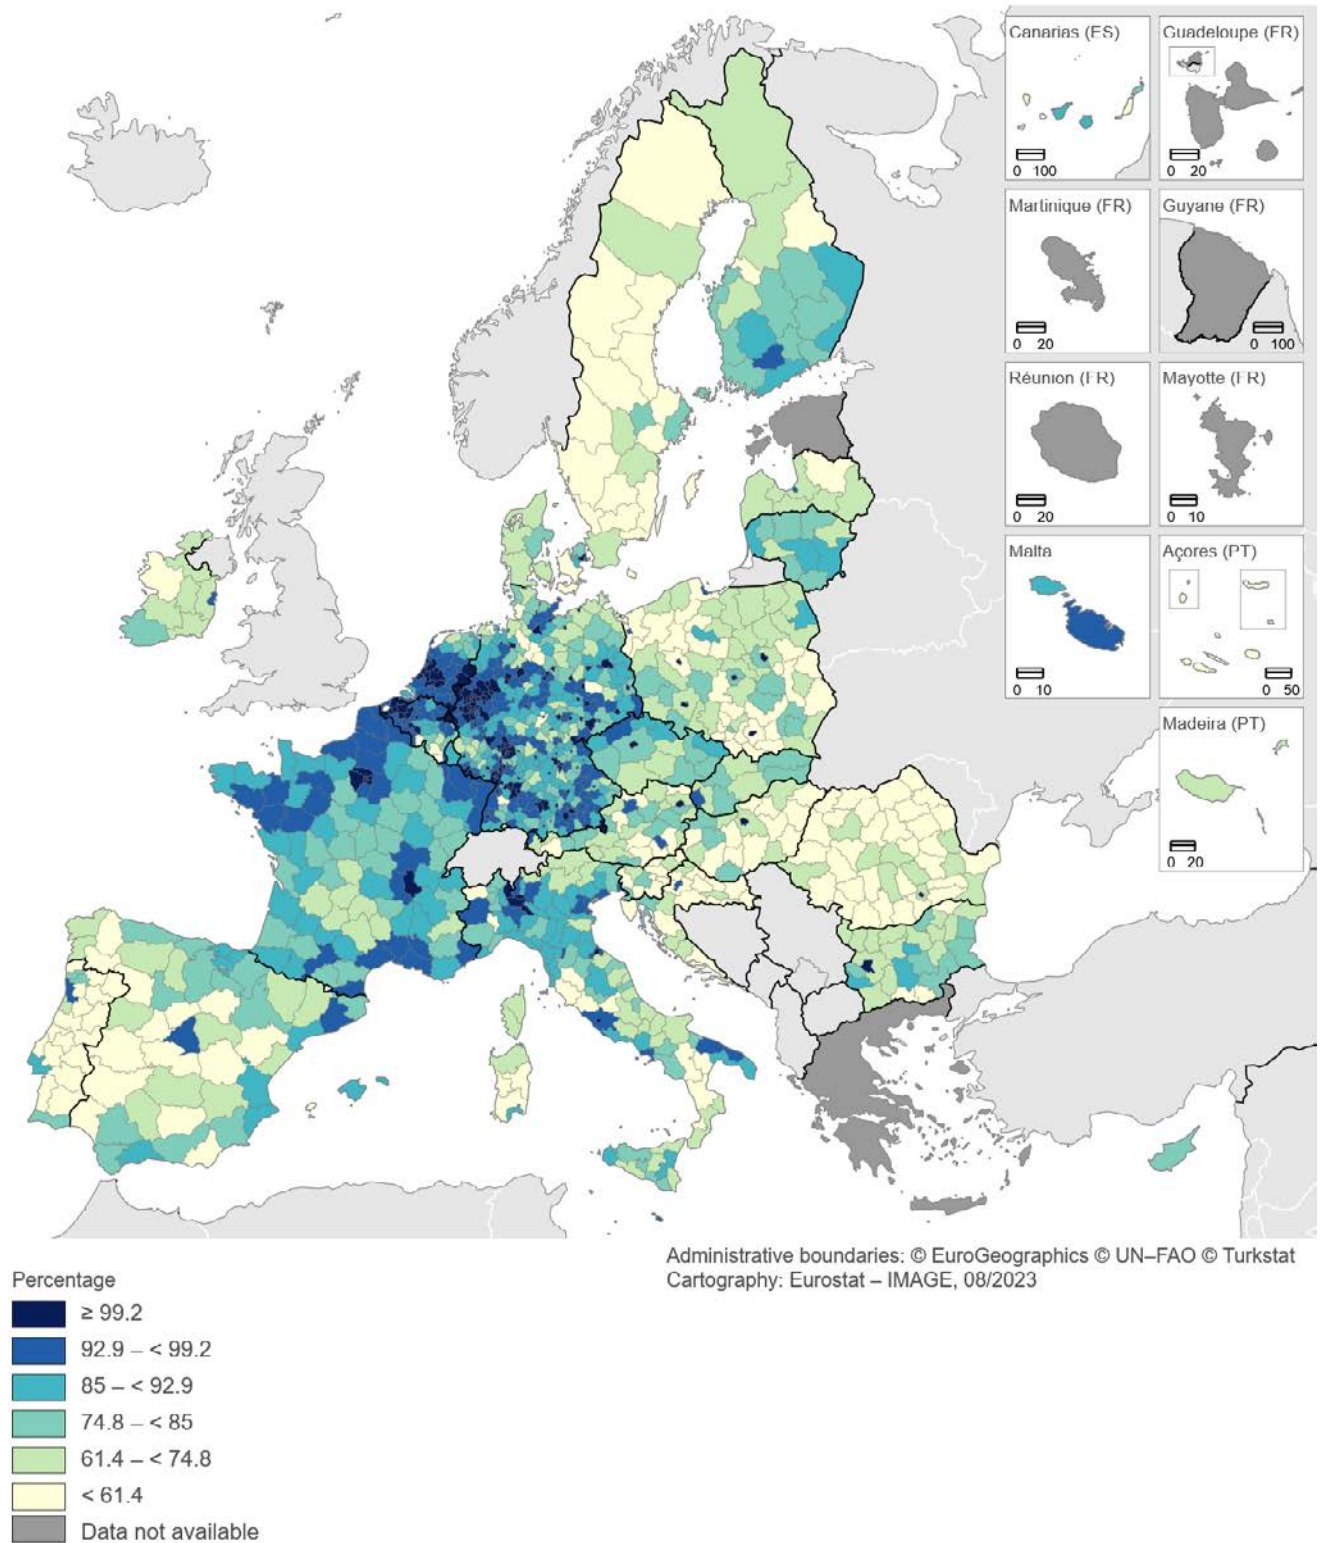 Canarias (ES)
0 100
Guadeloupe (FR)
0 20
Martinique (FR)
0 20
Guyane (FR)
0 100
Réunion (FR)
0 20
Mayotte (FR)
0 10
Malta
0 10
Açores (PT)
0 50
Madeira (PT)
0 20
Administrative boundaries: © EuroGeographics © UN–FAO © Turkstat
Cartography: Eurostat – IMAGE, 08/2023
Percentage
≥ 99.2
92.9 – < 99.2
85 – < 92.9
74.8 – < 85
61.4 – < 74.8
< 61.4
Data not available